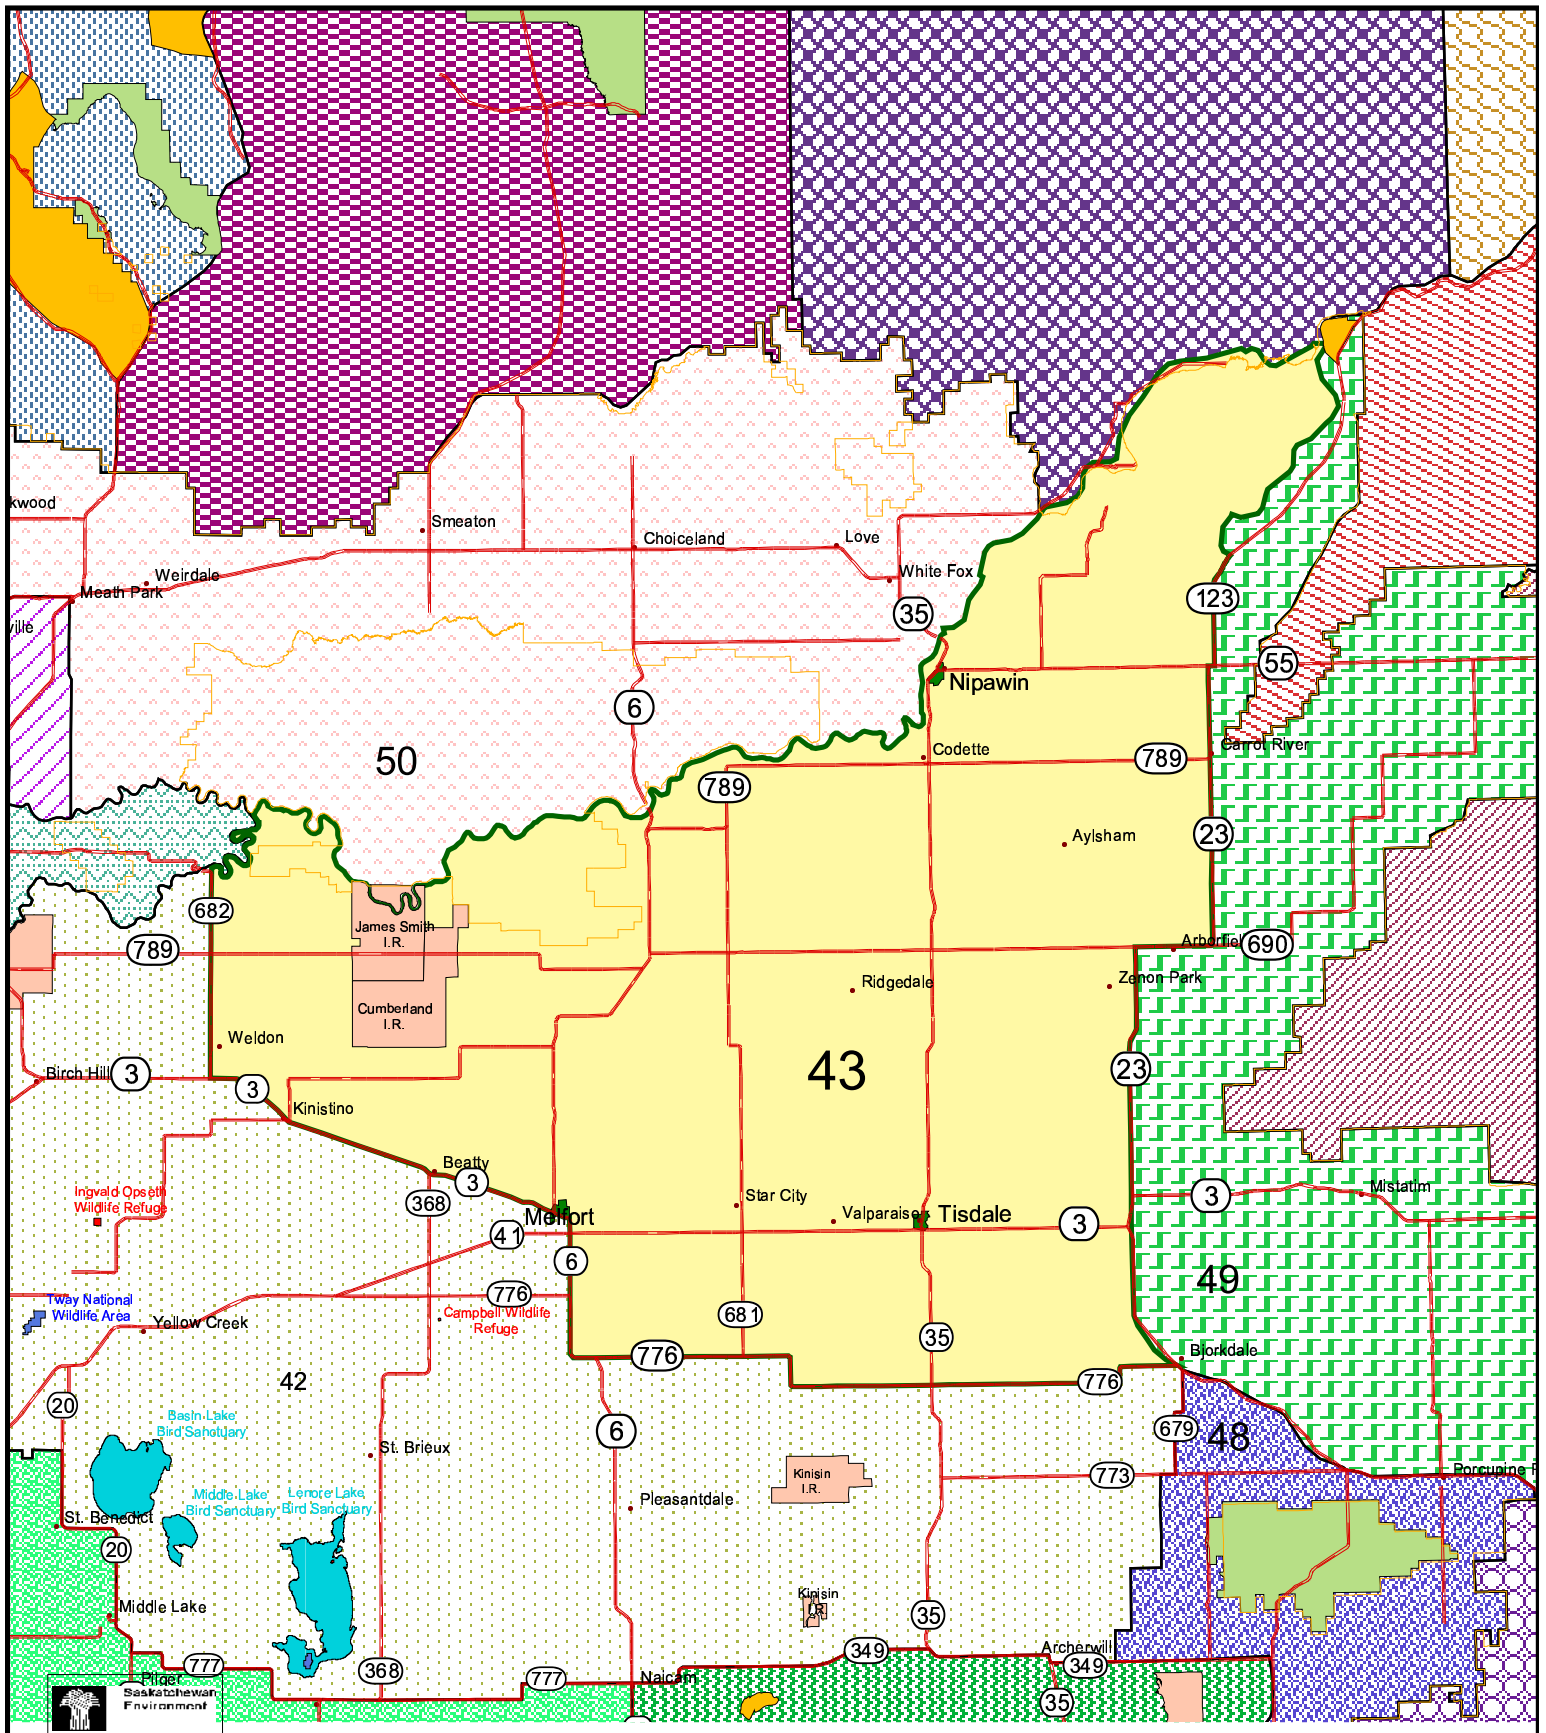 kwood
Smeaton
Choiceland
Love
White Fox
Weirdale
Meath Park
123
35
ville
55
Nipawin
6
Carrot River
Codette
789
50
789
23
Aylsham
682
James Smith
I.R.
789
Arborfiel
690
Zenon Park
Ridgedale
Cumberland
I.R.
Weldon
43
23
Birch Hill
3
3
Kinistino
Beatty
3
368
Ingvald Opseth
Wildlife Refuge
Mistatim
3
Star City
Valparaiser
Tisdale
3
Melfort
41
6
49
776
Tway National
Wildlife Area
Campbell Wildlife
Refuge
681
Yellow Creek
35
776
Bjorkdale
42
776
20
Basin Lake
Bird Sanctuary
6
679
48
St. Brieux
773
Kinisin
I.R.
Porcupine P
Middle Lake
Bird Sanctuary
Lenore Lake
Bird Sanctuary
Pleasantdale
St. Benedict
20
Kinisin
I.R.
Middle Lake
35
Archerwill
349
349
777
368
777
Naicam
Pilger
Saskatchewan
Environment
35